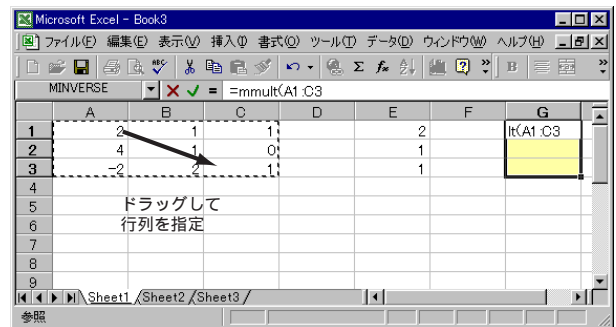 Microsoft Excel - Book3
ファイル(F) 編集(E) 表示(V) 挿入(I) 書式(O) ツール(T) データ(D) ウィンドウ(W) ヘルプ(H)
ABC Σ fx B
MINVERSE = =mmult(A1:C3
A B C D E F G
1 2 1 1 2 lt(A1:C3
2 4 1 0 1
3 -2 2 1 1
4
5 ドラッグして
6 行列を指定
7
8
9
Sheet1 Sheet2 Sheet3
参照